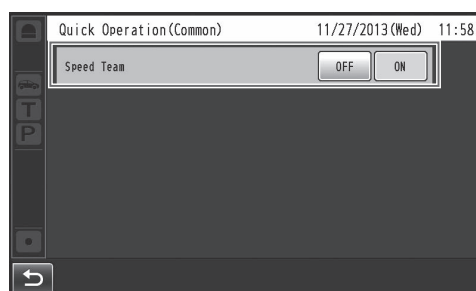 Quick Operation(Common) 11/27/2013(Wed) 11:58
Speed Team OFF ON
T
P